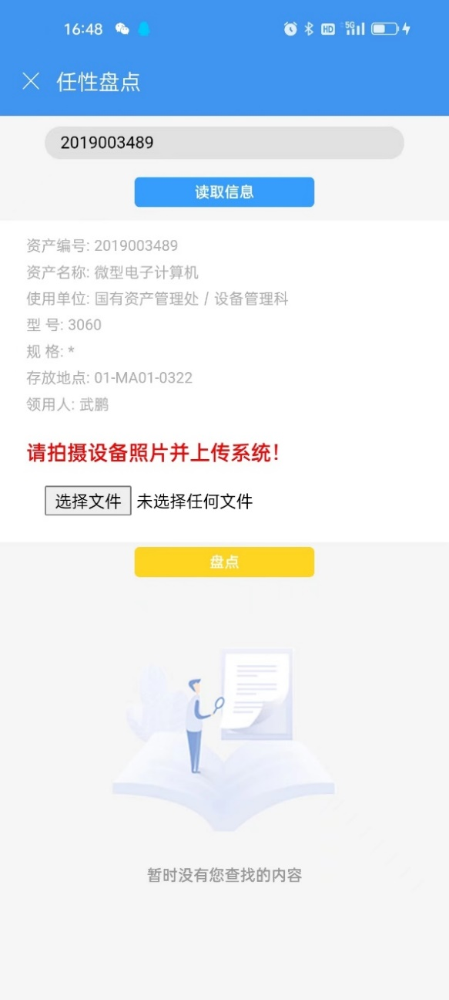 16:48
HD 5G
任性盘点
2019003489
读取信息
资产编号: 2019003489
资产名称: 微型电子计算机
使用单位: 国有资产管理处 / 设备管理科
型 号: 3060
规 格: *
存放地点: 01-MA01-0322
领用人: 武鹏
请拍摄设备照片并上传系统!
选择文件 未选择任何文件
盘点
暂时没有您查找的内容